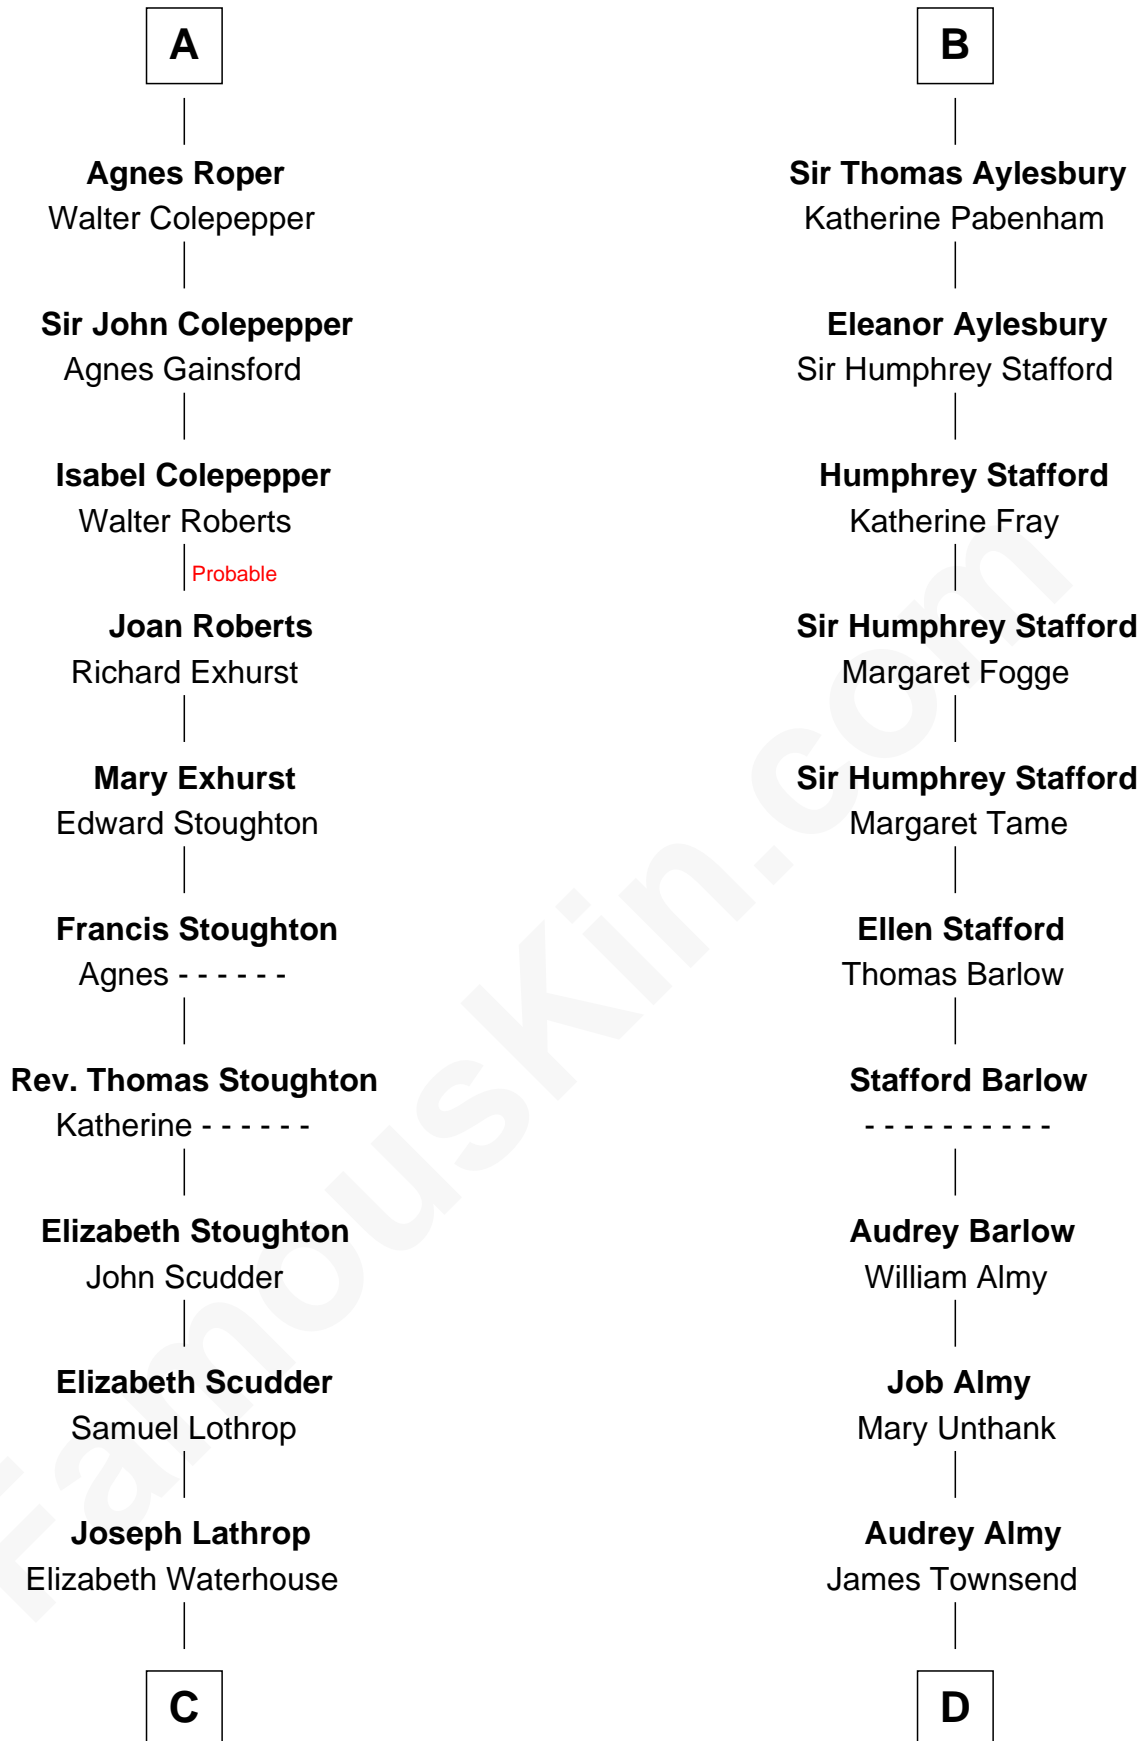 A
Agnes Roper
Walter Colepepper
Sir John Colepepper
Agnes Gainsford
Isabel Colepepper
Walter Roberts
Probable
Joan Roberts
Richard Exhurst
Mary Exhurst
Edward Stoughton
Francis Stoughton
Agnes - - - - - -
Rev. Thomas Stoughton
Katherine - - - - - -
Elizabeth Stoughton
John Scudder
Elizabeth Scudder
Samuel Lothrop
Joseph Lathrop
Elizabeth Waterhouse
C
B
Sir Thomas Aylesbury
Katherine Pabenham
Eleanor Aylesbury
Sir Humphrey Stafford
Humphrey Stafford
Katherine Fray
Sir Humphrey Stafford
Margaret Fogge
Sir Humphrey Stafford
Margaret Tame
Ellen Stafford
Thomas Barlow
Stafford Barlow
- - - - - - - - - -
Audrey Barlow
William Almy
Job Almy
Mary Unthank
Audrey Almy
James Townsend
D
FamousKin.com